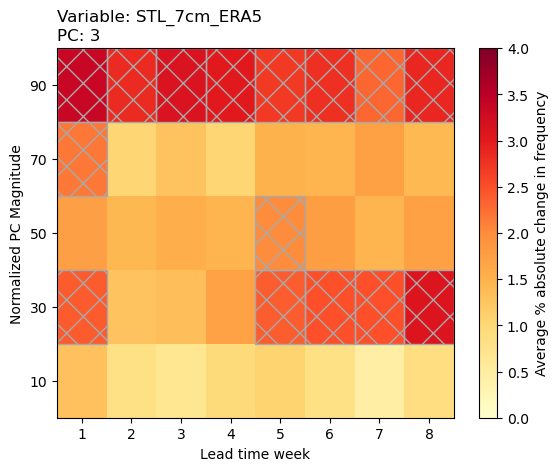 Variable: STL_7cm_ERA5
PC: 3
90
70
50
30
10
Normalized PC Magnitude
1 2 3 4 5 6 7 8
Lead time week
4.0
3.5
3.0
2.5
2.0
1.5
1.0
0.5
0.0
Average % absolute change in frequency